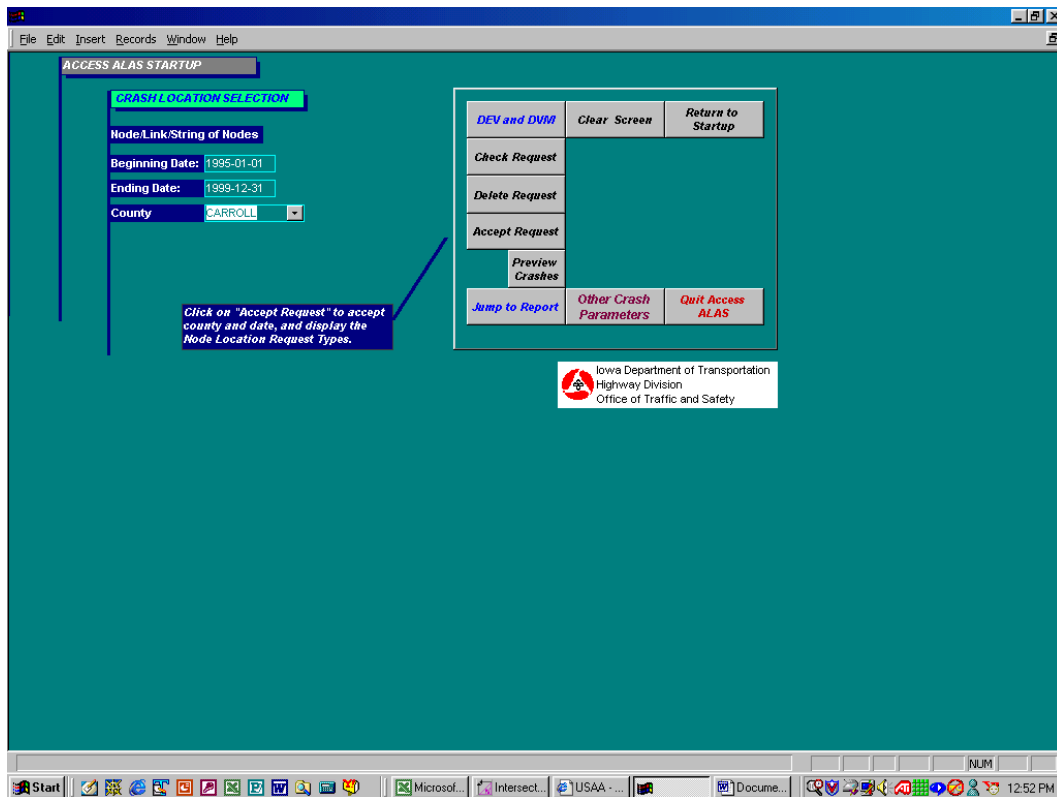 File Edit Insert Records Window Help
ACCESS ALAS STARTUP
CRASH LOCATION SELECTION
Node/Link/String of Nodes
Beginning Date: 1995-01-01
Ending Date: 1999-12-31
County CARROLL
Click on "Accept Request" to accept
county and date, and display the
Node Location Request Types.
DEV and DVM
Clear Screen
Return to
Startup
Check Request
Delete Request
Accept Request
Preview
Crashes
Jump to Report
Other Crash
Parameters
Quit Access
ALAS
Iowa Department of Transportation
Highway Division
Office of Traffic and Safety
NUM
Start
Microsof...
Intersect...
USAA - ...
Docume...
12:52 PM